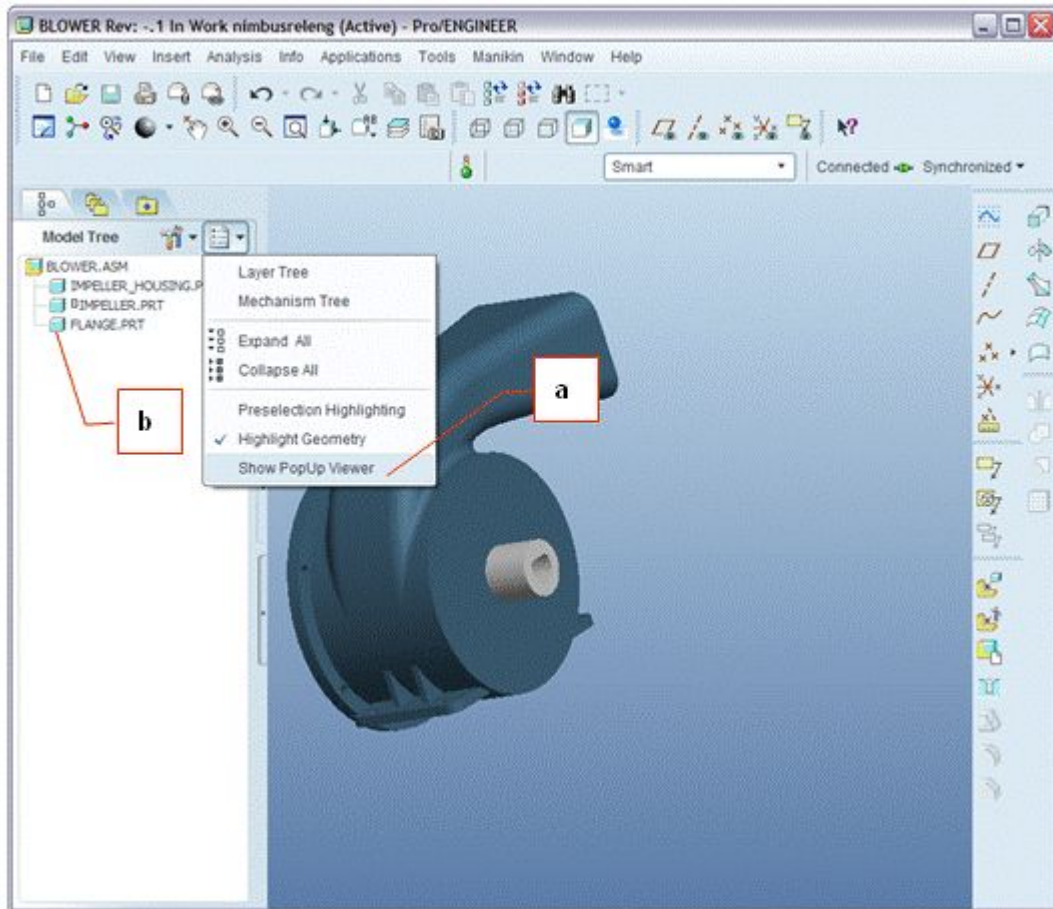 BLOWER Rev: -.1 In Work nimbusreleng (Active) - Pro/ENGINEER
File Edit View Insert Analysis Info Applications Tools Manikin Window Help
Smart Connected Synchronized
Model Tree
BLOWER.ASM
IMPELLER_HOUSING.P
IMPELLER.PRT
FLANGE.PRT
Layer Tree
Mechanism Tree
Expand All
Collapse All
Preselection Highlighting
Highlight Geometry
Show PopUp Viewer
a
b